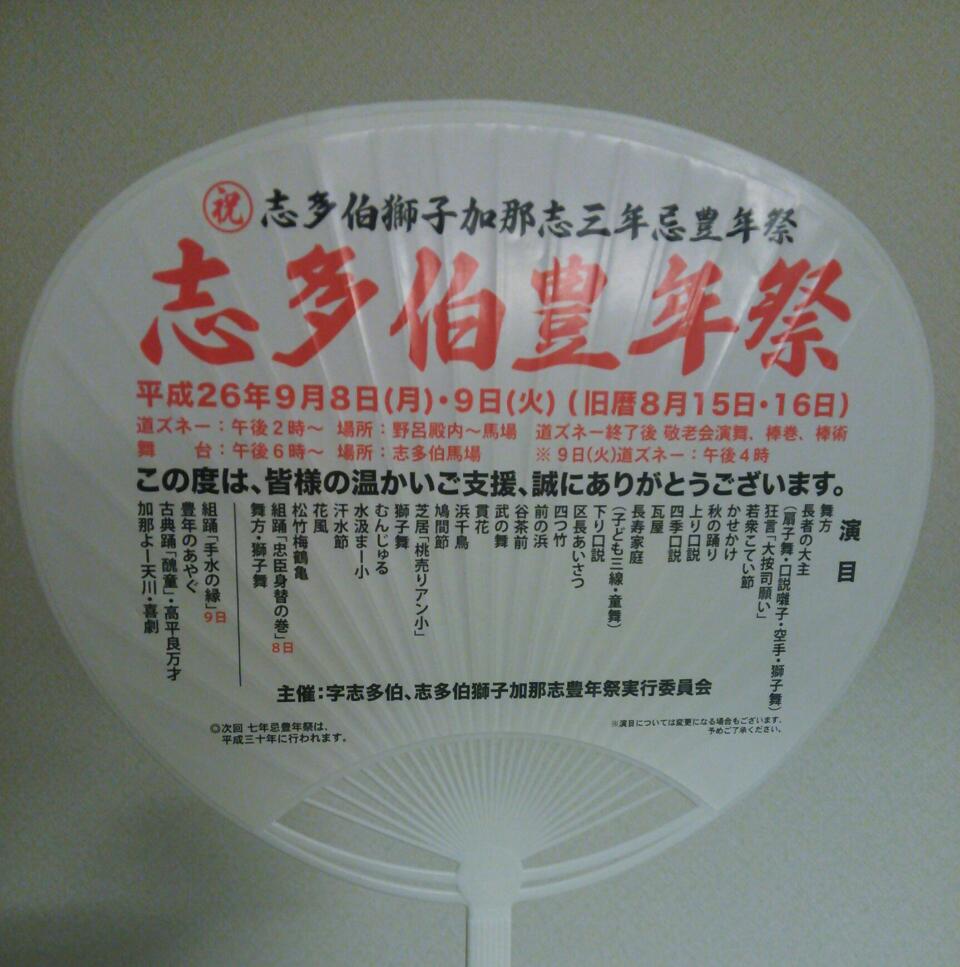 祝 志多伯獅子加那志三年忌豊年祭
志多伯豊年祭
平成26年9月8日(月)・9日(火)(旧暦8月15日・16日)
道ズネー:午後2時〜 場所:野呂殿内〜馬場 道ズネー終了後 敬老会演舞、棒巻、棒術
舞 台:午後6時〜 場所:志多伯馬場 ※9日(火)道ズネー:午後4時
この度は、皆様の温かいご支援、誠にありがとうございます。
演目
舞方
長者の大主
(扇子舞・口説囃子・空手・獅子舞)
狂言「大按司願い」
若衆こてい節
かせかけ
秋の踊り
上り口説
四季口説
瓦屋
長寿家庭
(子ども三線・童舞)
下り口説
区長あいさつ
四つ竹
前の浜
谷茶前
武の舞
貫花
浜千鳥
鳩間節
芝居「桃売りアン小」
獅子舞
むんじゅる
水汲まー小
汗水節
花風
松竹梅鶴亀
組踊「忠臣身替の巻」8日
舞方・獅子舞
組踊「手水の縁」9日
豊年のあやぐ
古典踊「醜童」・高平良万才
加那よー天川・喜劇
主催:字志多伯、志多伯獅子加那志豊年祭実行委員会
◎次回 七年忌豊年祭は、
平成三十年に行われます。
※演目については変更になる場合もございます。
予めご了承ください。